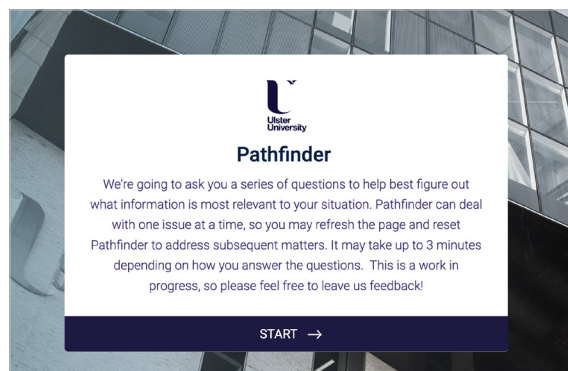 Ulster
University
Pathfinder
We're going to ask you a series of questions to help best figure out
what information is most relevant to your situation. Pathfinder can deal
with one issue at a time, so you may refresh the page and reset
Pathfinder to address subsequent matters. It may take up to 3 minutes
depending on how you answer the questions.  This is a work in
progress, so please feel free to leave us feedback!
START →